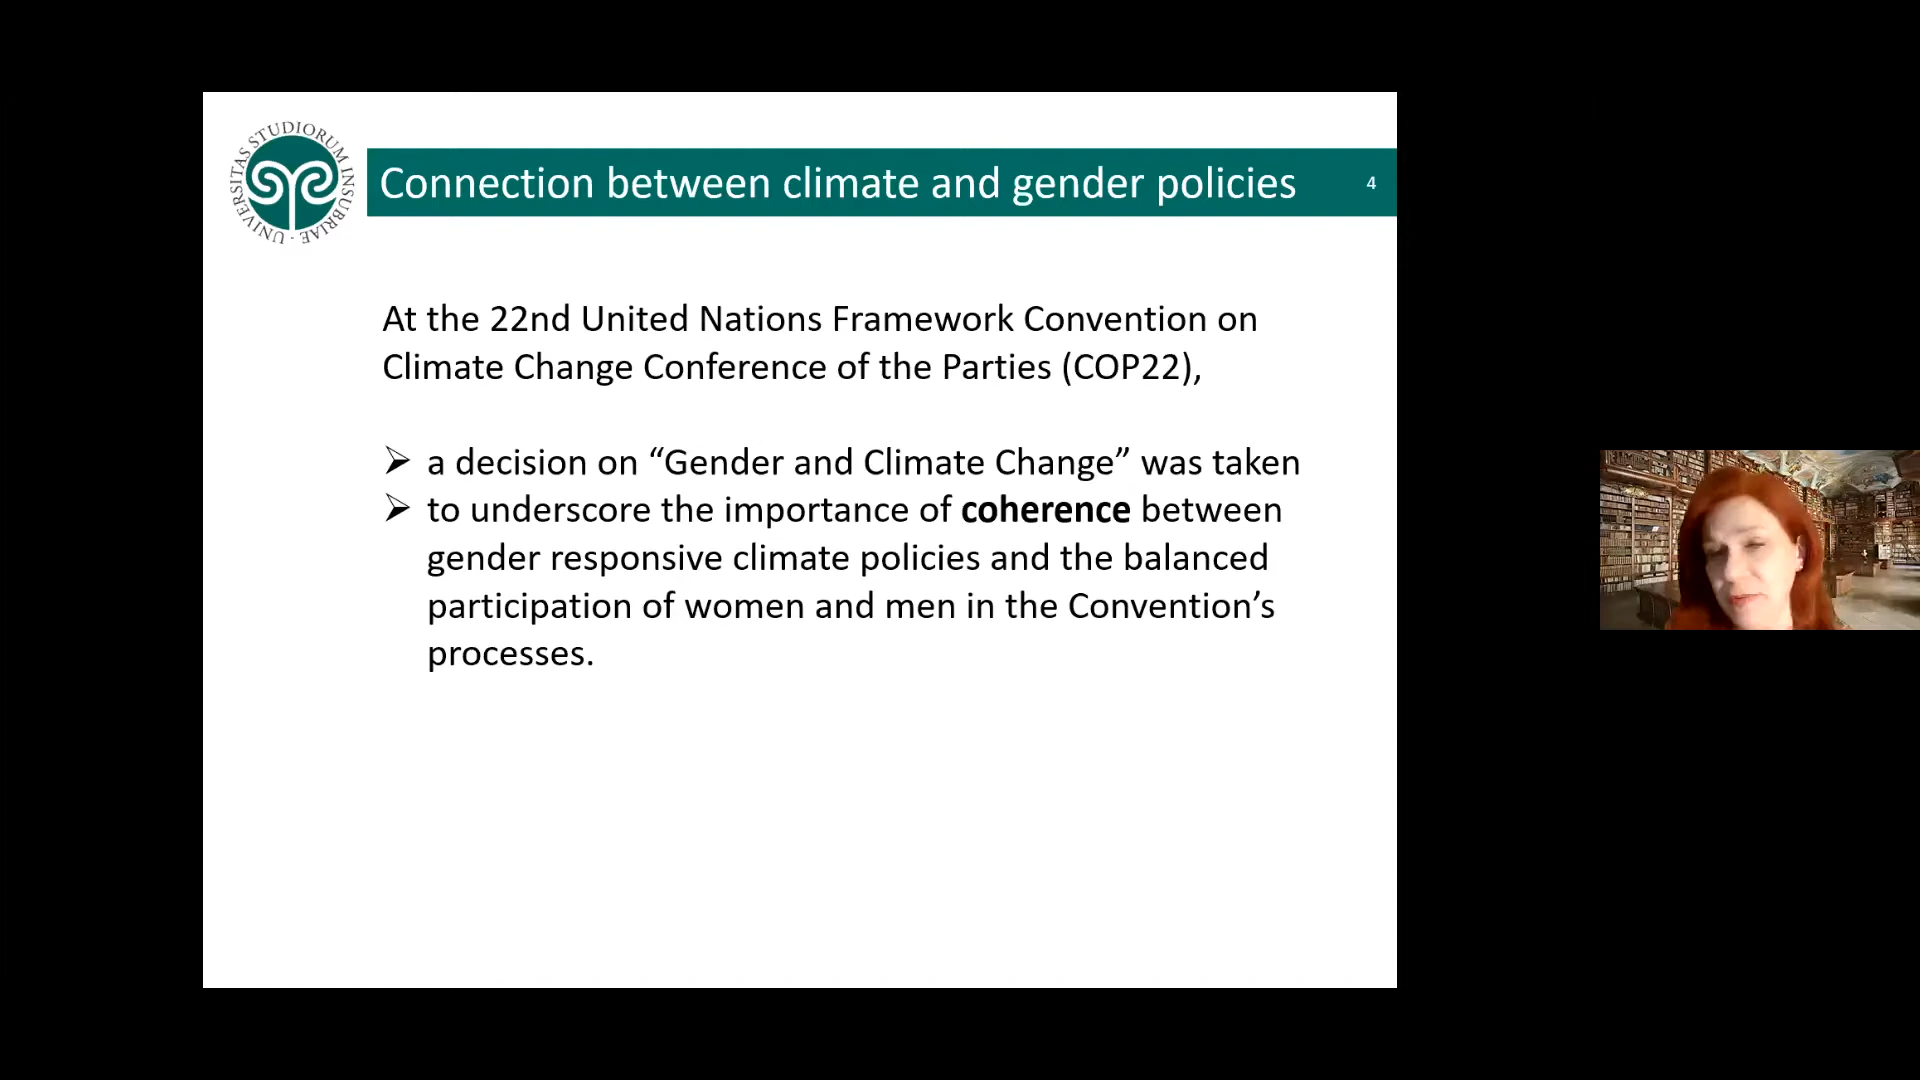 UNIVERSITAS STUDIORUM INSUBRIAE
Connection between climate and gender policies
4
At the 22nd United Nations Framework Convention on
Climate Change Conference of the Parties (COP22),
➢ a decision on “Gender and Climate Change” was taken
➢ to underscore the importance of coherence between
gender responsive climate policies and the balanced
participation of women and men in the Convention’s
processes.